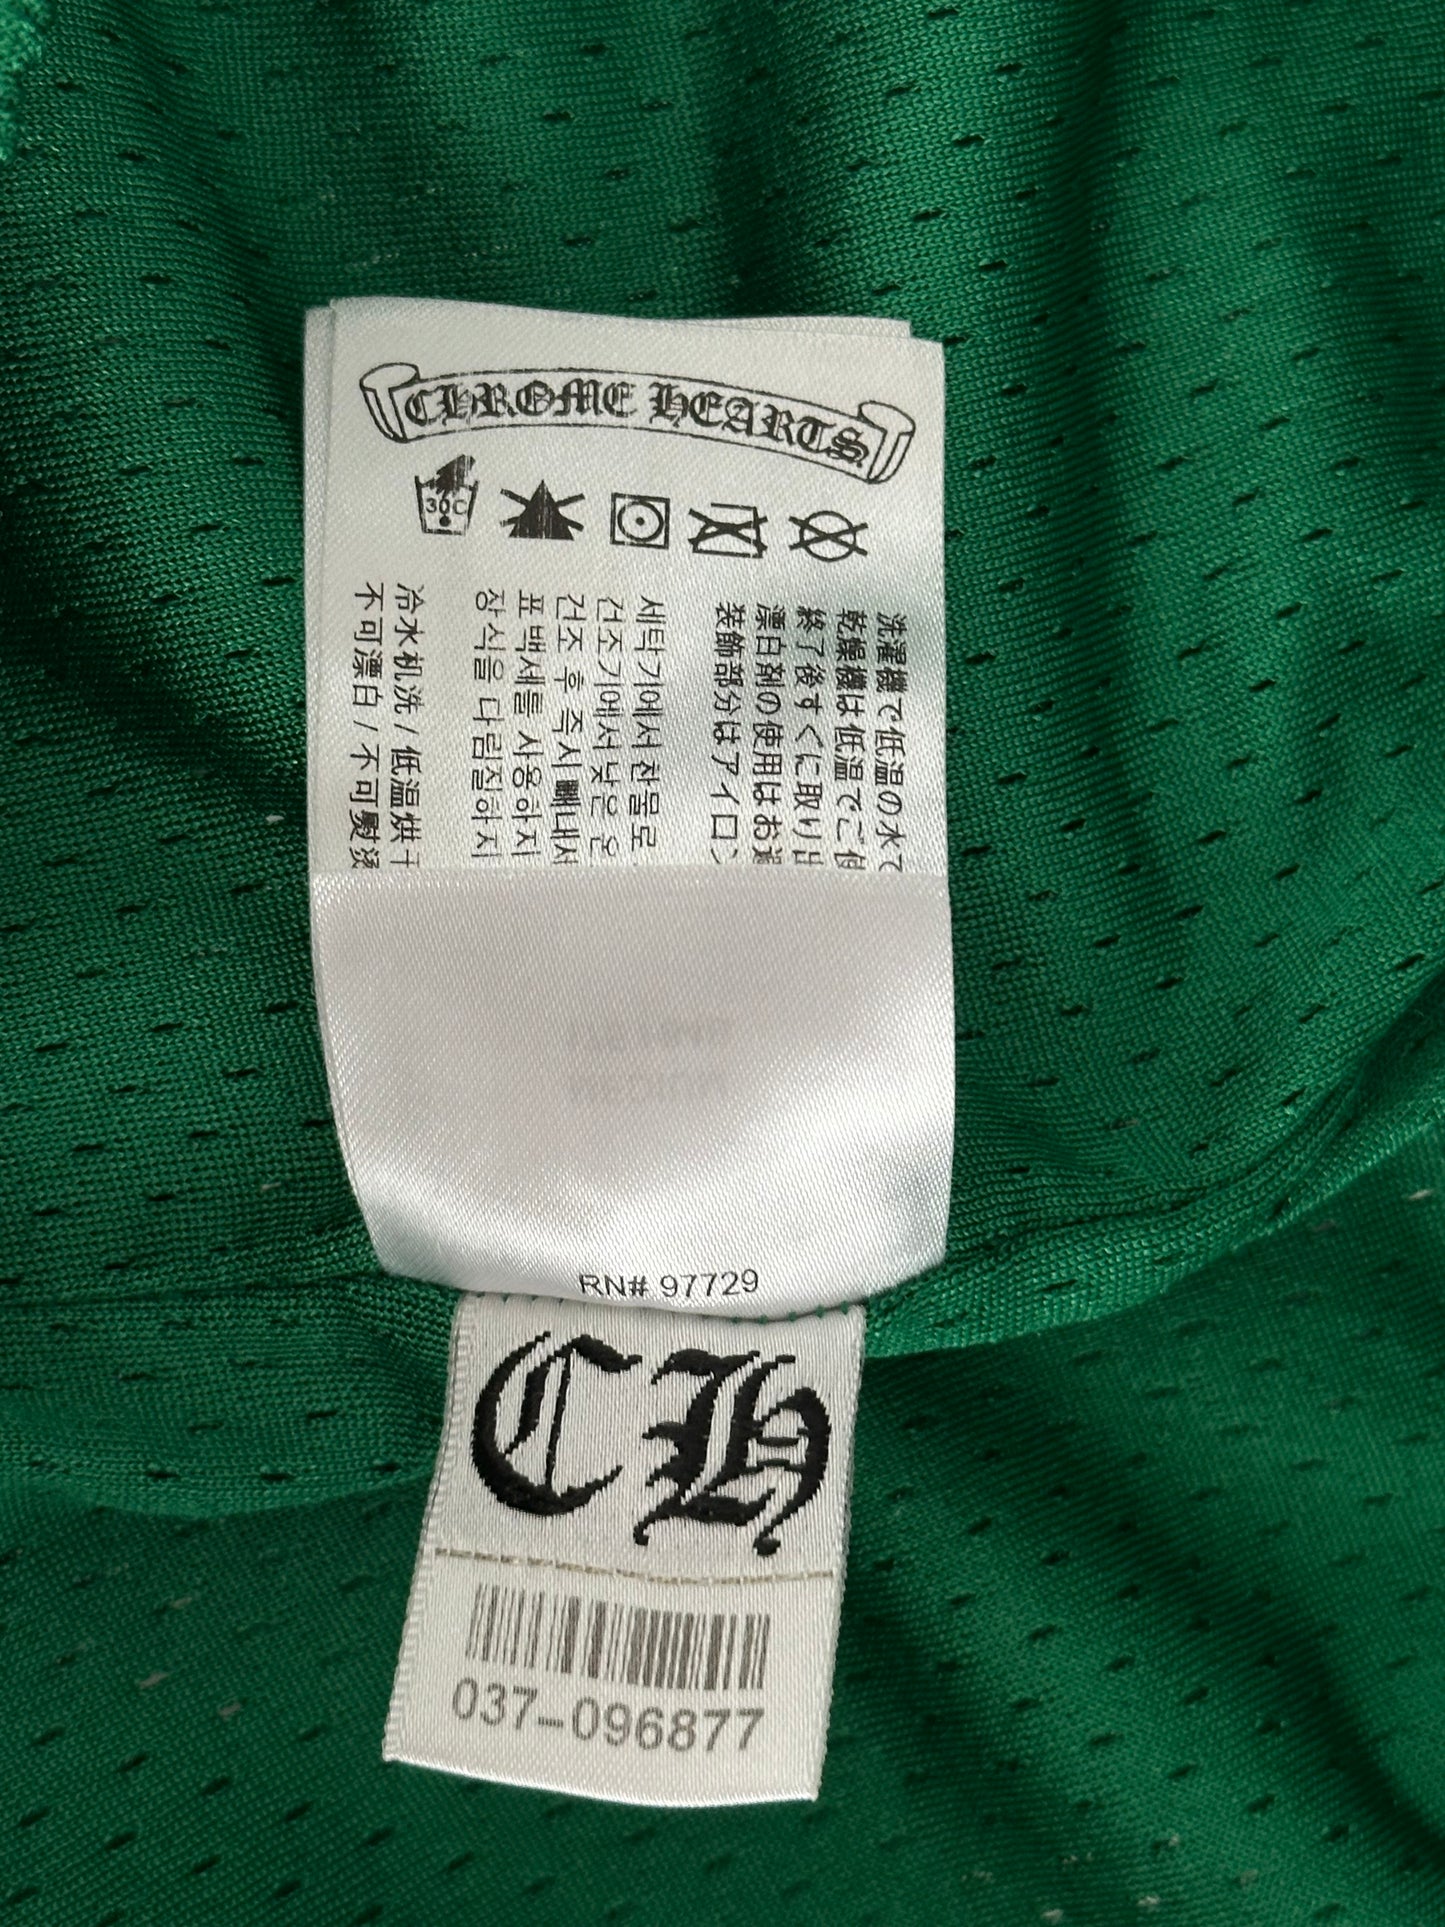 CHROME HEARTS
30C
洗濯機で低温の水で
乾燥機は低温でご使
終了後すぐに取り出
漂白剤の使用はお避
装飾部分はアイロン
세탁기에서 찬물로
건조기에서 낮은 온
건조 후 즉시 빼내서
표백제를 사용하지
장식을 다림질하지
冷水机洗 / 低温烘干
不可漂白 / 不可熨烫
MEDIUM
RN# 97729
CH
037-096877